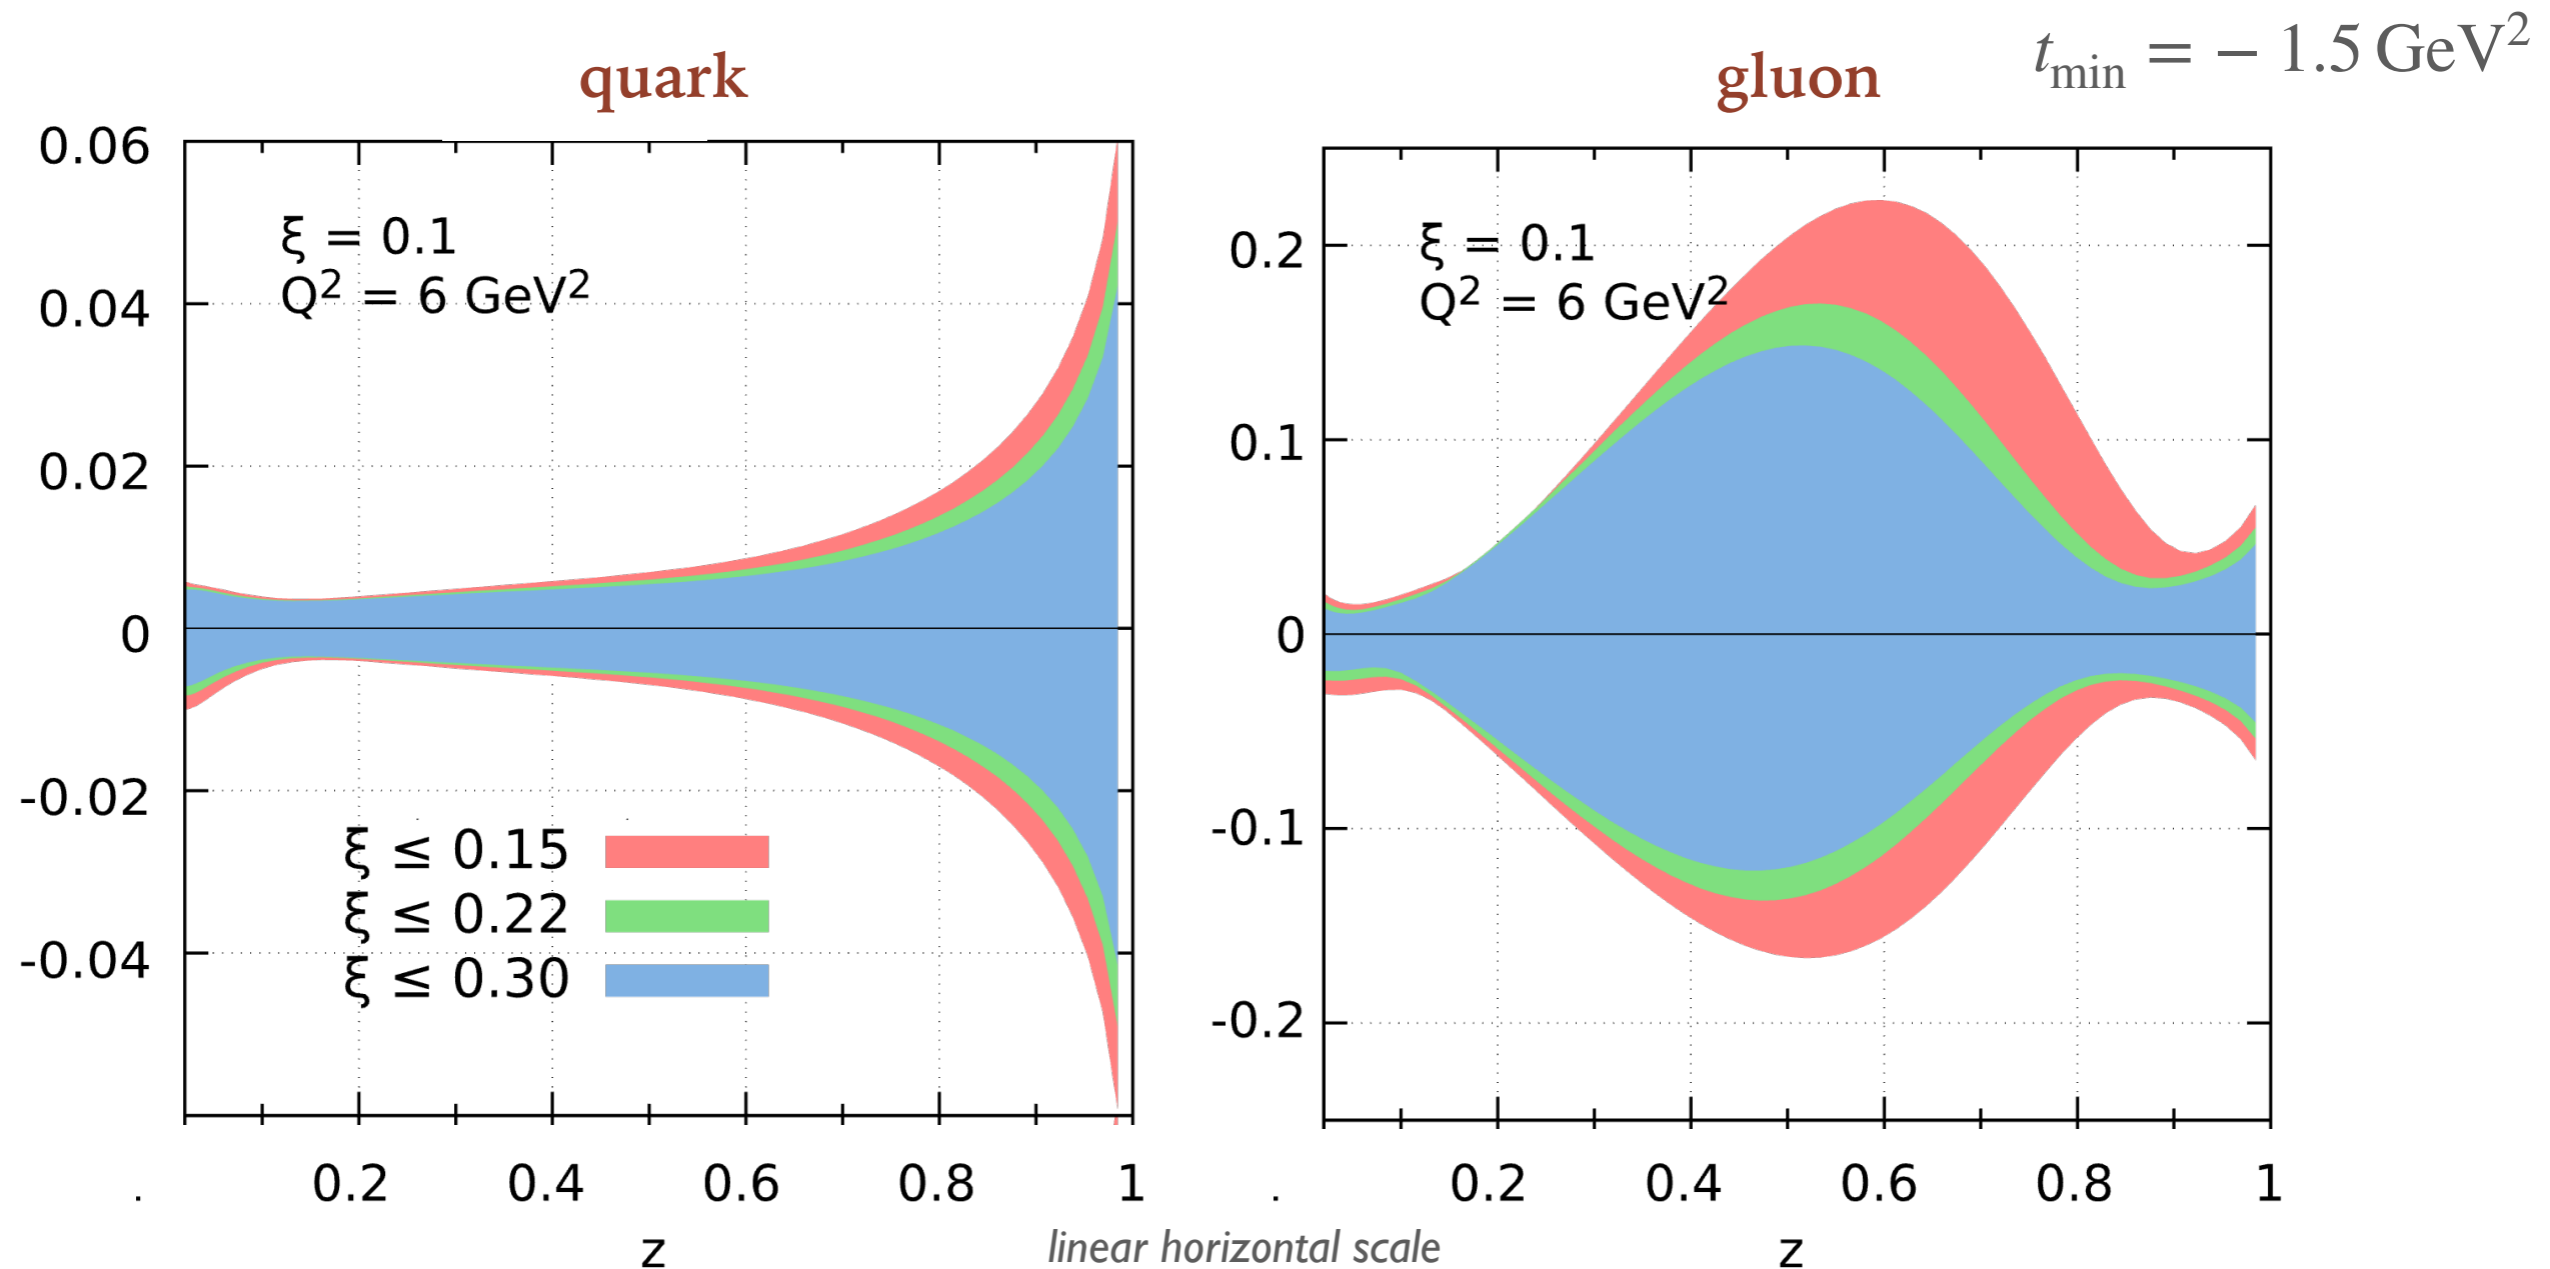 quark
gluon
t_min = − 1.5 GeV²
0.06
0.04
0.02
0
-0.02
-0.04
ξ = 0.1
Q² = 6 GeV²
ξ ≤ 0.15
ξ ≤ 0.22
ξ ≤ 0.30
0.2
0.4
0.6
0.8
1
z
0.2
0.1
0
-0.1
-0.2
ξ = 0.1
Q² = 6 GeV²
0.2
0.4
0.6
0.8
1
z
linear horizontal scale